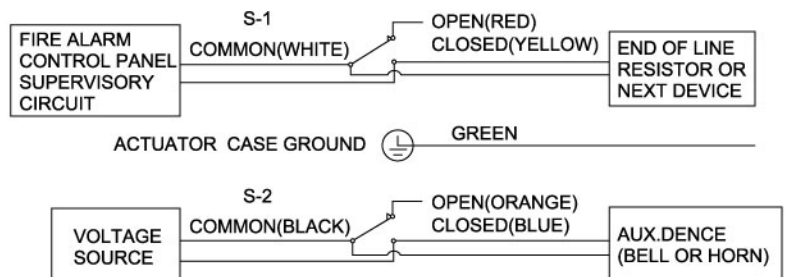 S-1
OPEN(RED)
FIRE ALARM
CONTROL PANEL
SUPERVISORY
CIRCUIT
COMMON(WHITE)
CLOSED(YELLOW)
END OF LINE
RESISTOR OR
NEXT DEVICE
ACTUATOR CASE GROUND
GREEN
S-2
OPEN(ORANGE)
VOLTAGE
SOURCE
COMMON(BLACK)
CLOSED(BLUE)
AUX.DENCE
(BELL OR HORN)